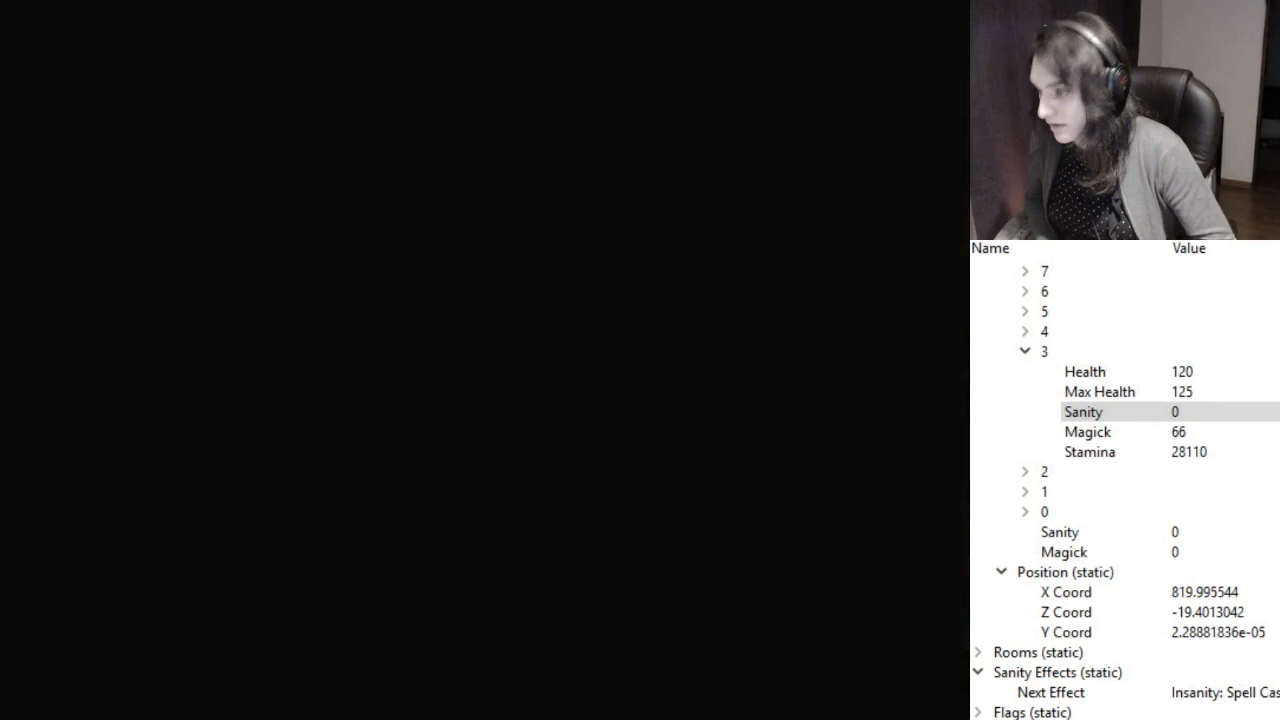 Name Value
7
6
5
4
3
Health 120
Max Health 125
Sanity 0
Magick 66
Stamina 28110
2
1
0
Sanity 0
Magick 0
Position (static)
X Coord 819.995544
Z Coord -19.4013042
Y Coord 2.28881836e-05
Rooms (static)
Sanity Effects (static)
Next Effect Insanity: Spell Cas
Flags (static)